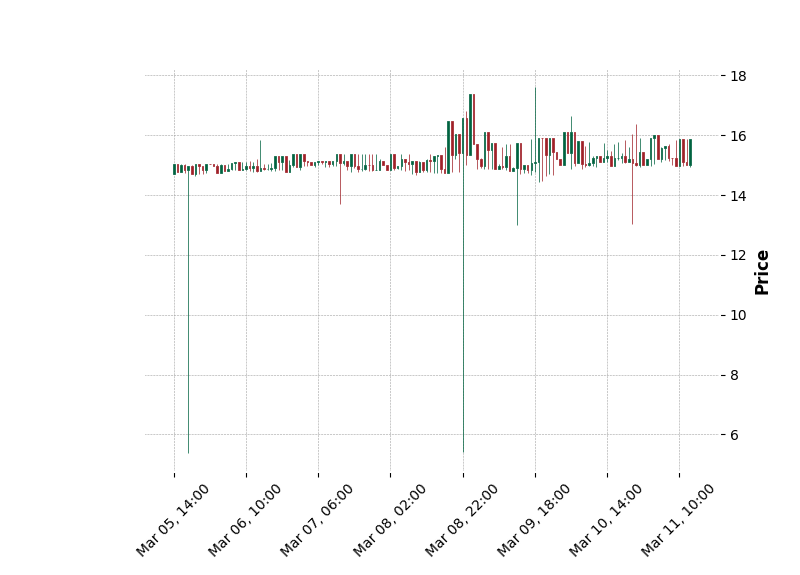 18
16
14
12
10
8
6
Price
Mar 05, 14:00
Mar 06, 10:00
Mar 07, 06:00
Mar 08, 02:00
Mar 08, 22:00
Mar 09, 18:00
Mar 10, 14:00
Mar 11, 10:00